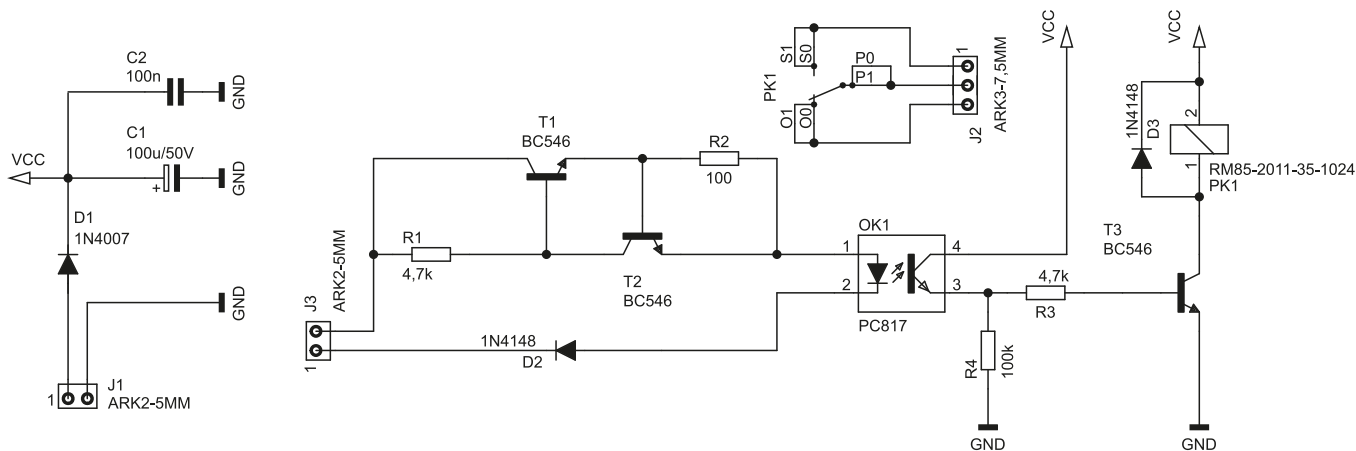 C2
100n
GND
C1
100u/50V
+
GND
VCC
D1
1N4007
GND
1
J1
ARK2-5MM
T1
BC546
R2
100
R1
4,7k
T2
BC546
J3
ARK2-5MM
1
1N4148
D2
OK1
1
2
4
3
PC817
PK1
S1
S0
P0
P1
O1
O0
1
J2
ARK3-7,5MM
VCC
VCC
1N4148
D3
2
1
RM85-2011-35-1024
PK1
T3
BC546
4,7k
R3
R4
100k
GND
GND